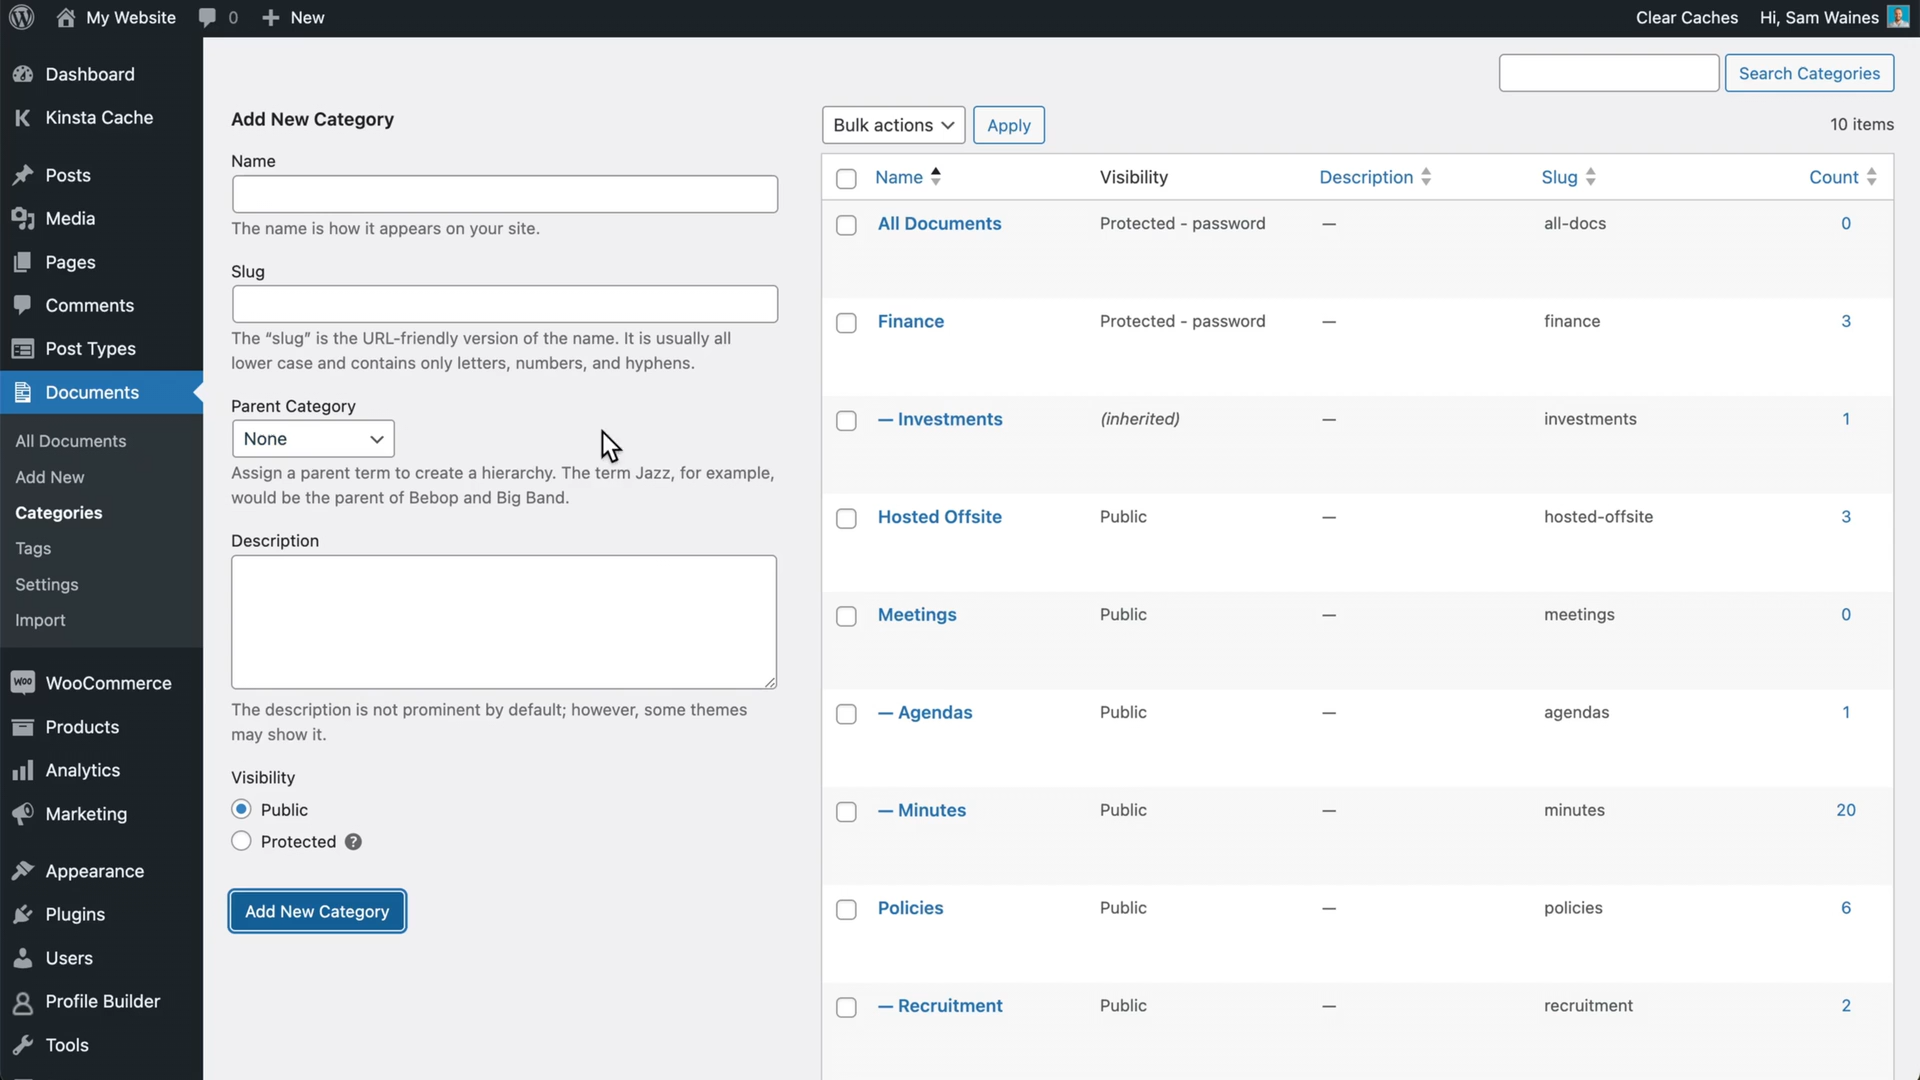 My Website
0
New
Clear Caches
Hi, Sam Waines
Dashboard
Kinsta Cache
Posts
Media
Pages
Comments
Post Types
Documents
All Documents
Add New
Categories
Tags
Settings
Import
WooCommerce
Products
Analytics
Marketing
Appearance
Plugins
Users
Profile Builder
Tools
Add New Category
Name
The name is how it appears on your site.
Slug
The “slug” is the URL-friendly version of the name. It is usually all
lower case and contains only letters, numbers, and hyphens.
Parent Category
None
Assign a parent term to create a hierarchy. The term Jazz, for example,
would be the parent of Bebop and Big Band.
Description
The description is not prominent by default; however, some themes
may show it.
Visibility
Public
Protected ?
Add New Category
Search Categories
Bulk actions
Apply
10 items
Name Visibility Description Slug Count
All Documents Protected - password — all-docs 0
Finance Protected - password — finance 3
— Investments (inherited) — investments 1
Hosted Offsite Public — hosted-offsite 3
Meetings Public — meetings 0
— Agendas Public — agendas 1
— Minutes Public — minutes 20
Policies Public — policies 6
— Recruitment Public — recruitment 2